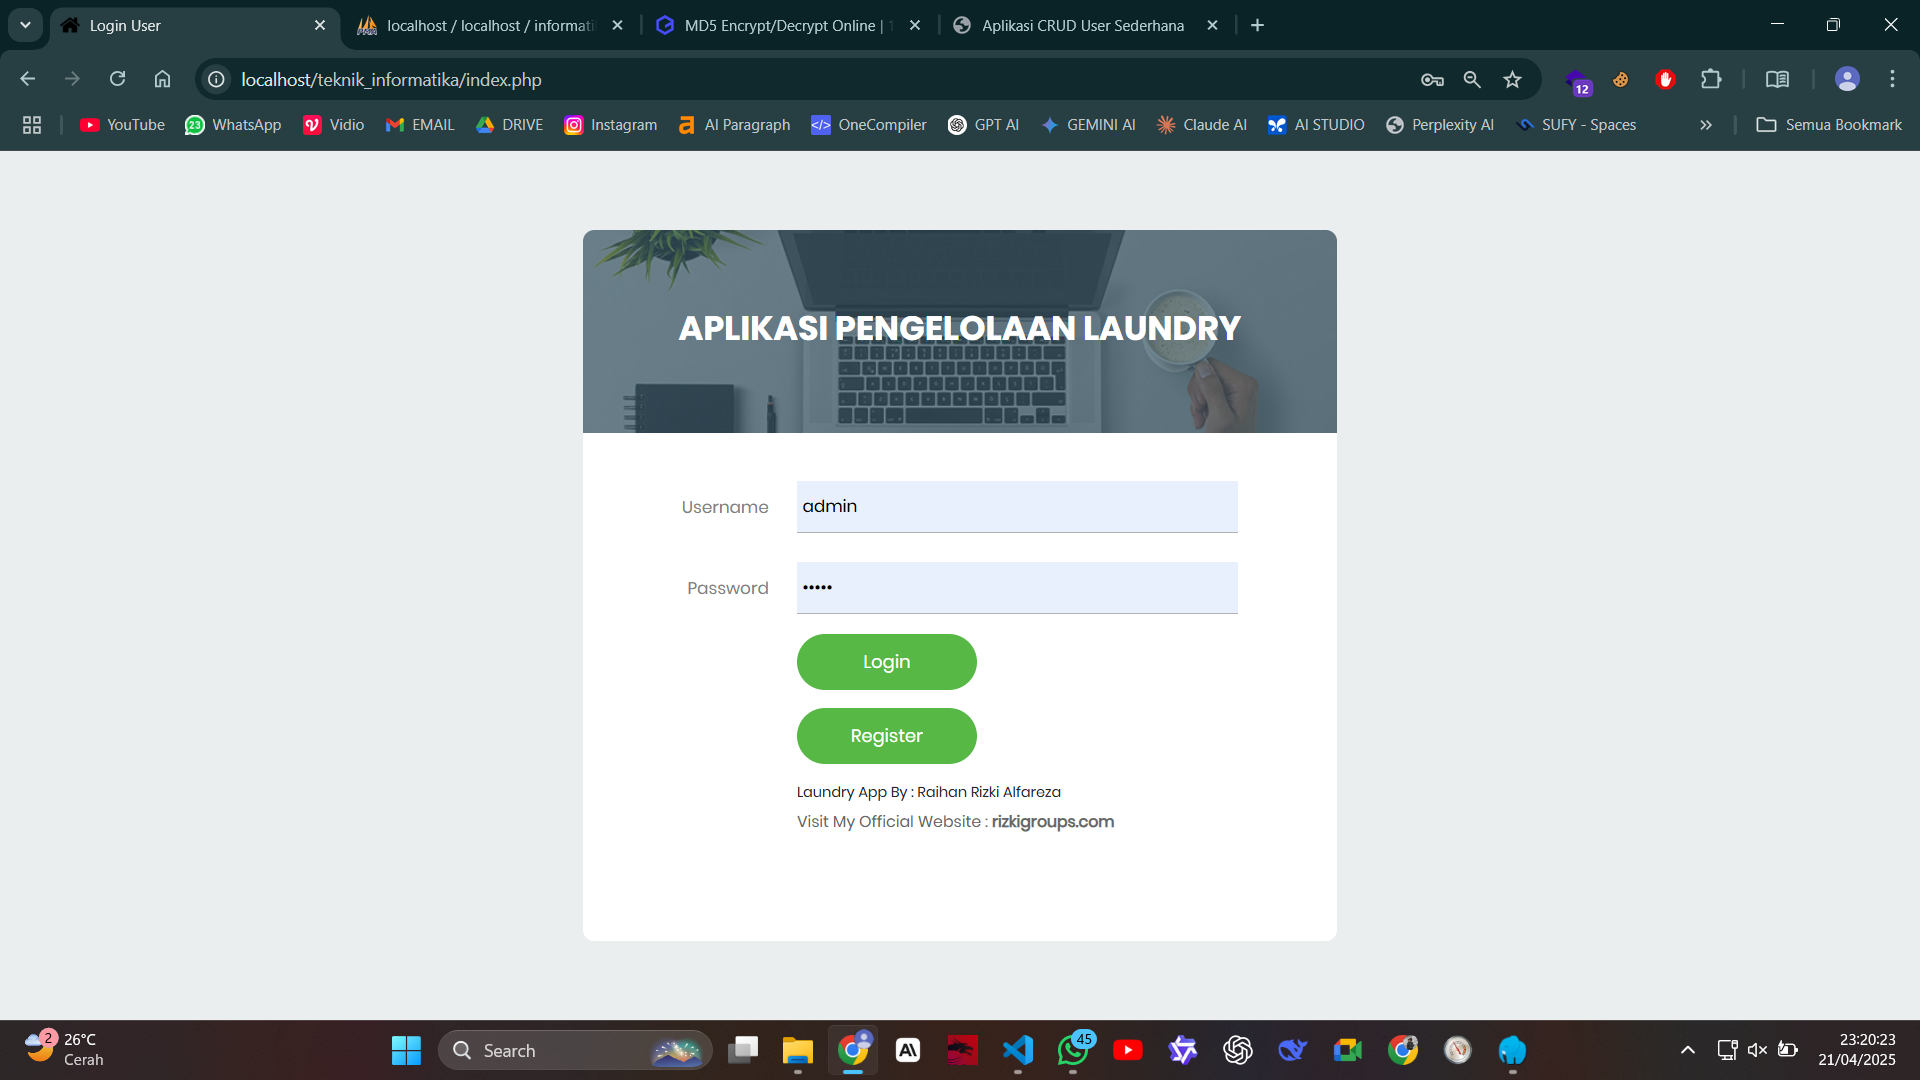 Login User
localhost / localhost / informati
MD5 Encrypt/Decrypt Online |
Aplikasi CRUD User Sederhana
localhost/teknik_informatika/index.php
12
YouTube
23
WhatsApp
Vidio
EMAIL
DRIVE
Instagram
AI Paragraph
OneCompiler
GPT AI
GEMINI AI
Claude AI
AI STUDIO
Perplexity AI
SUFY - Spaces
Semua Bookmark
APLIKASI PENGELOLAAN LAUNDRY
Username
admin
Password
•••••
Login
Register
Laundry App By : Raihan Rizki Alfareza
Visit My Official Website : rizkigroups.com
2
26°C
Cerah
Search
45
23:20:23
21/04/2025